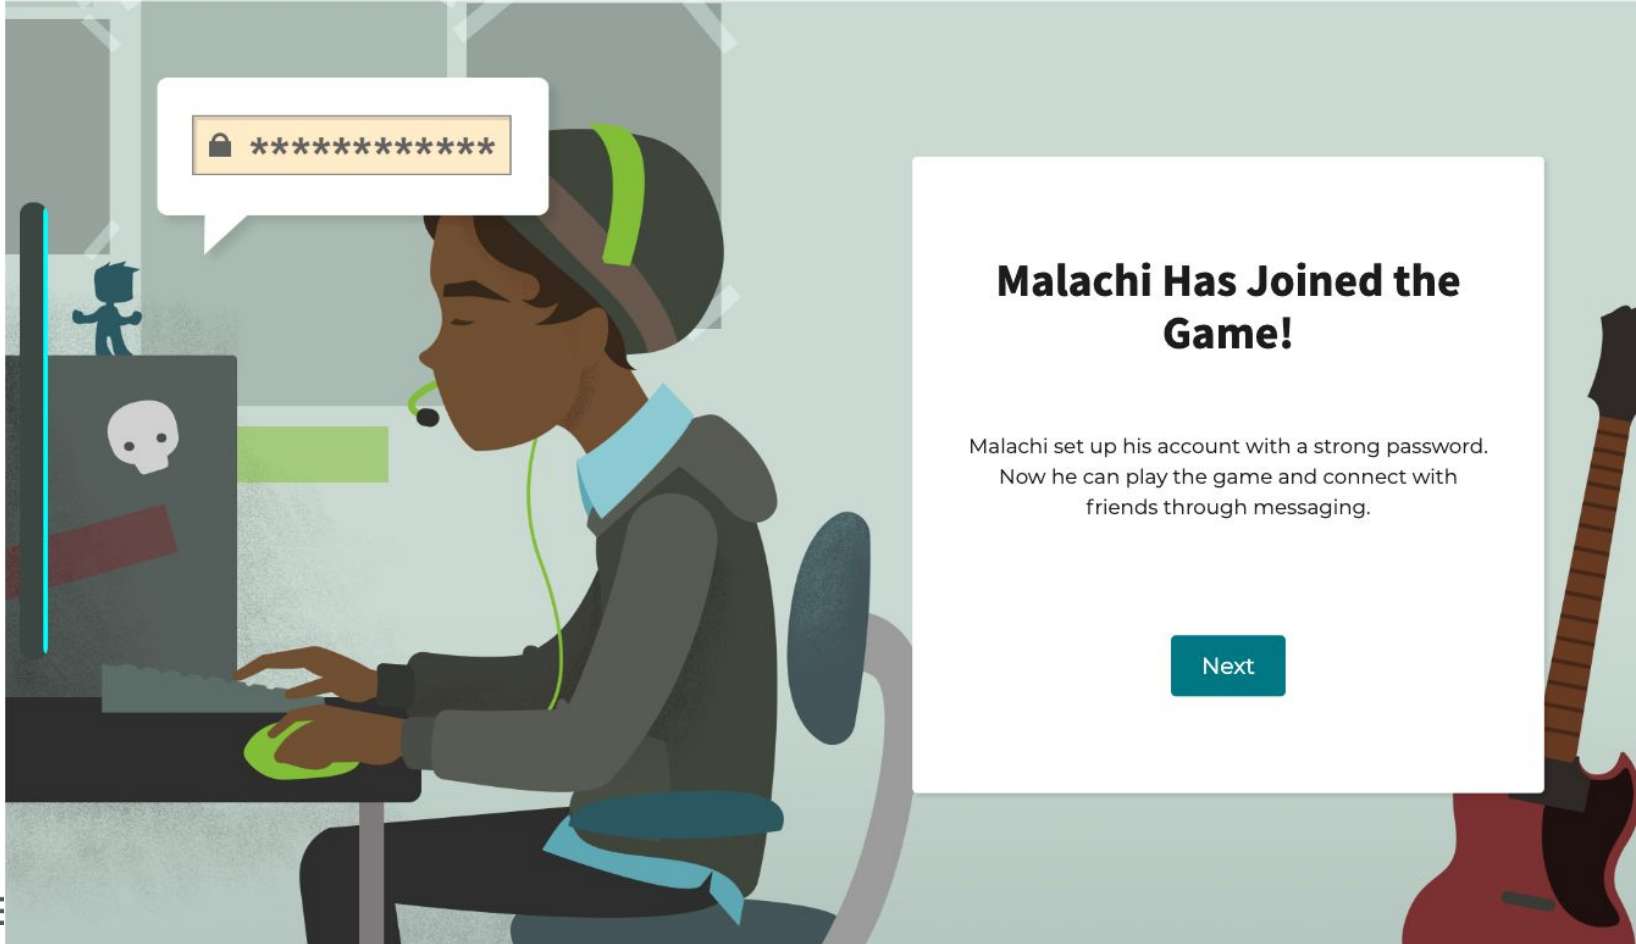 ************
Malachi Has Joined the
Game!
Malachi set up his account with a strong password.
Now he can play the game and connect with
friends through messaging.
Next